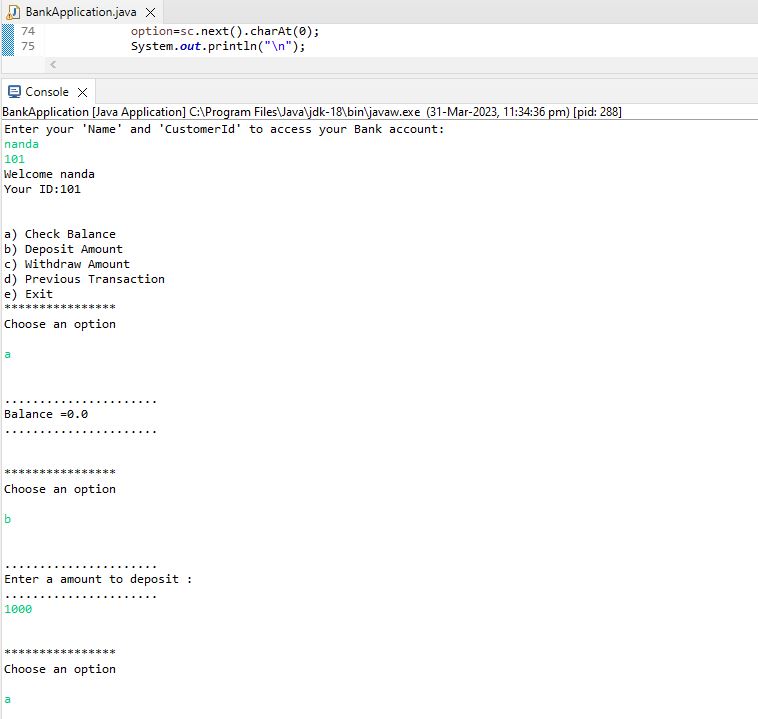 BankApplication.java
74 option=sc.next().charAt(0);
75 System.out.println("\n");
Console
BankApplication [Java Application] C:\Program Files\Java\jdk-18\bin\javaw.exe (31-Mar-2023, 11:34:36 pm) [pid: 288]
Enter your 'Name' and 'CustomerId' to access your Bank account:
nanda
101
Welcome nanda
Your ID:101
a) Check Balance
b) Deposit Amount
c) Withdraw Amount
d) Previous Transaction
e) Exit
****************
Choose an option
a
......................
Balance =0.0
......................
****************
Choose an option
b
......................
Enter a amount to deposit :
......................
1000
****************
Choose an option
a